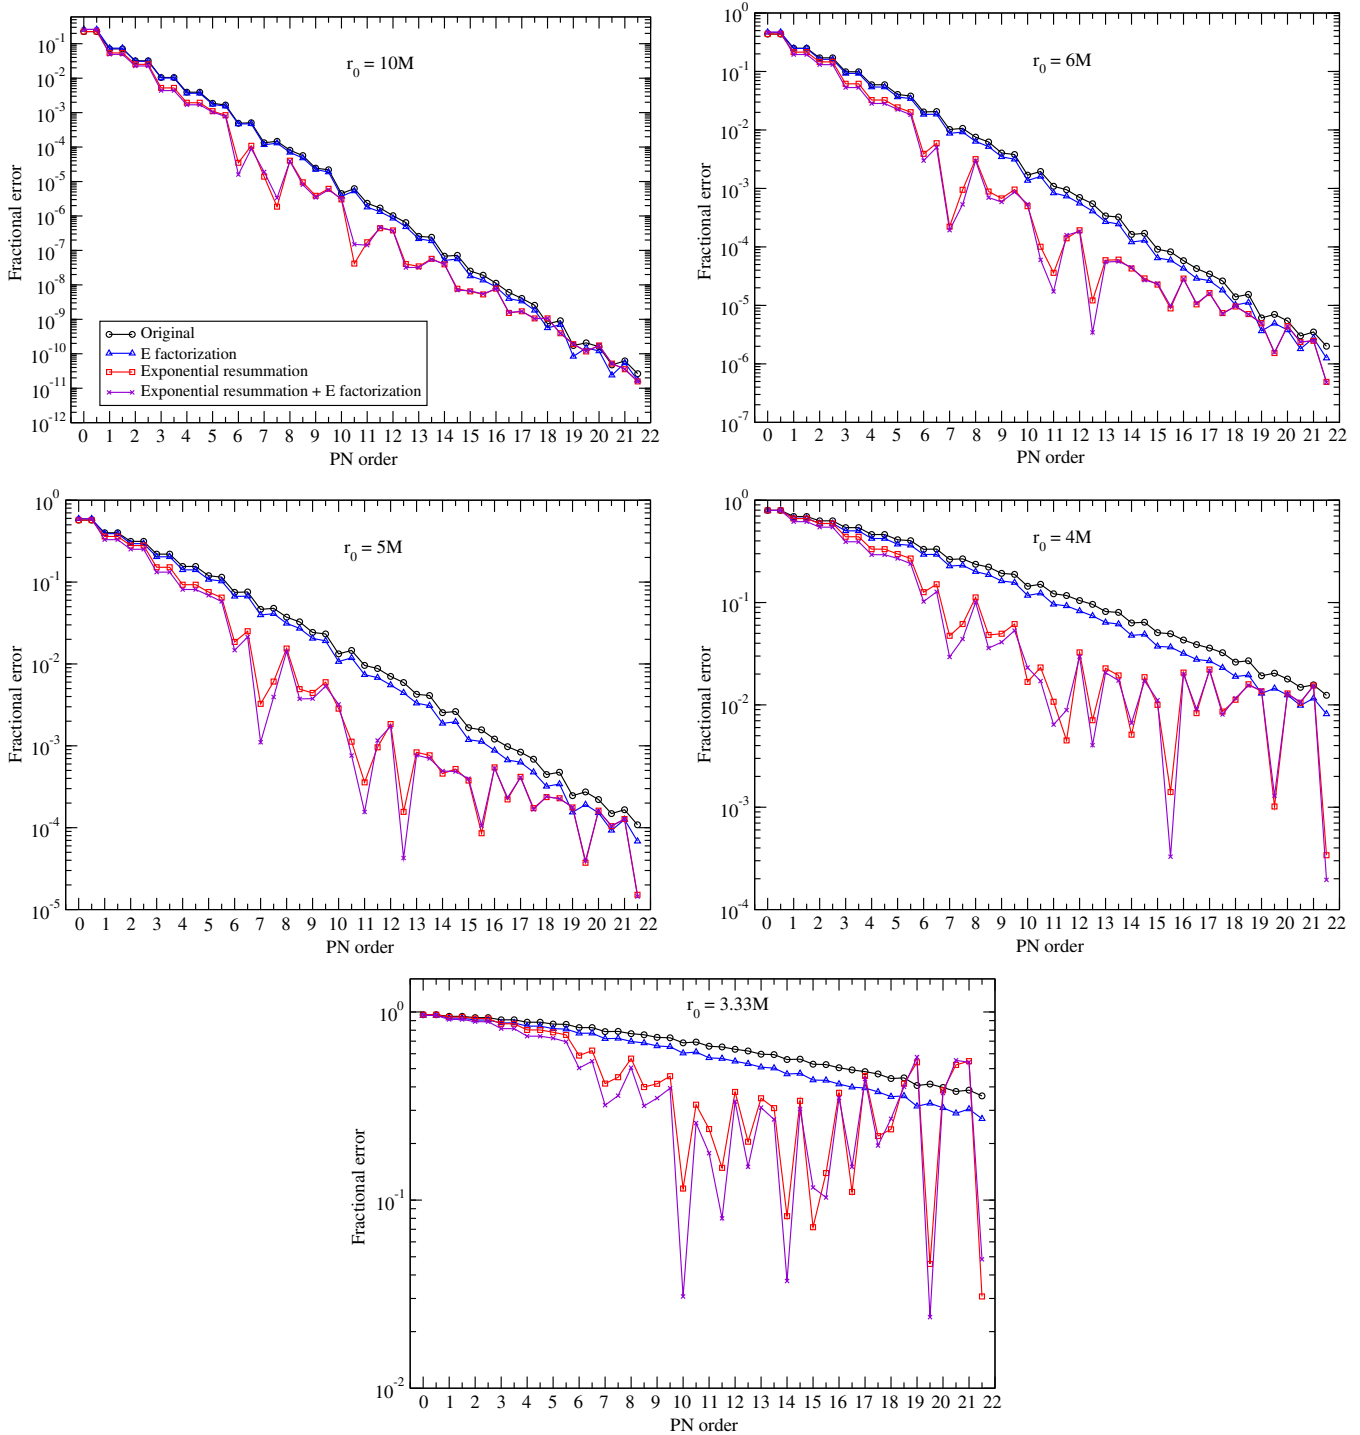 r0 = 10M
10^-1
10^-2
10^-3
10^-4
10^-5
10^-6
10^-7
10^-8
10^-9
10^-10
10^-11
10^-12
Fractional error
Original
E factorization
Exponential resummation
Exponential resummation + E factorization
0 1 2 3 4 5 6 7 8 9 10 11 12 13 14 15 16 17 18 19 20 21 22
PN order
r0 = 6M
10^0
10^-1
10^-2
10^-3
10^-4
10^-5
10^-6
10^-7
Fractional error
0 1 2 3 4 5 6 7 8 9 10 11 12 13 14 15 16 17 18 19 20 21 22
PN order
r0 = 5M
10^0
10^-1
10^-2
10^-3
10^-4
10^-5
Fractional error
0 1 2 3 4 5 6 7 8 9 10 11 12 13 14 15 16 17 18 19 20 21 22
PN order
r0 = 4M
10^0
10^-1
10^-2
10^-3
10^-4
Fractional error
0 1 2 3 4 5 6 7 8 9 10 11 12 13 14 15 16 17 18 19 20 21 22
PN order
r0 = 3.33M
10^0
10^-1
10^-2
Fractional error
0 1 2 3 4 5 6 7 8 9 10 11 12 13 14 15 16 17 18 19 20 21 22
PN order